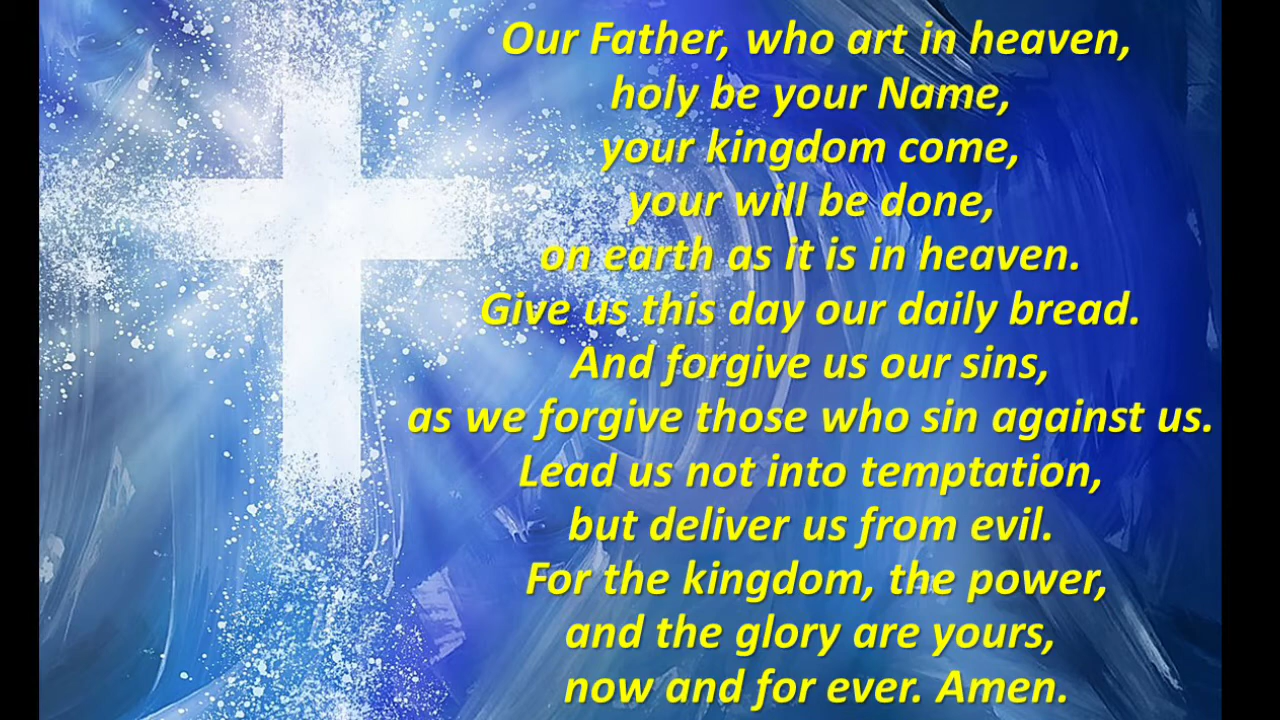 Our Father, who art in heaven,
holy be your Name,
your kingdom come,
your will be done,
on earth as it is in heaven.
Give us this day our daily bread.
And forgive us our sins,
as we forgive those who sin against us.
Lead us not into temptation,
but deliver us from evil.
For the kingdom, the power,
and the glory are yours,
now and for ever. Amen.